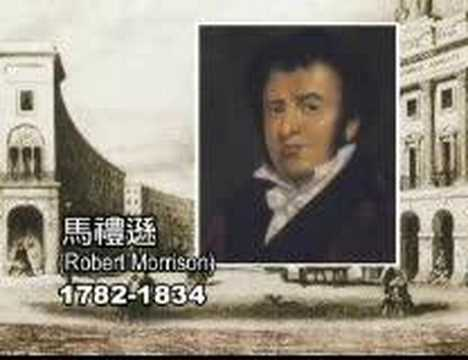 馬禮遜
(Robert Morrison)
1782-1834